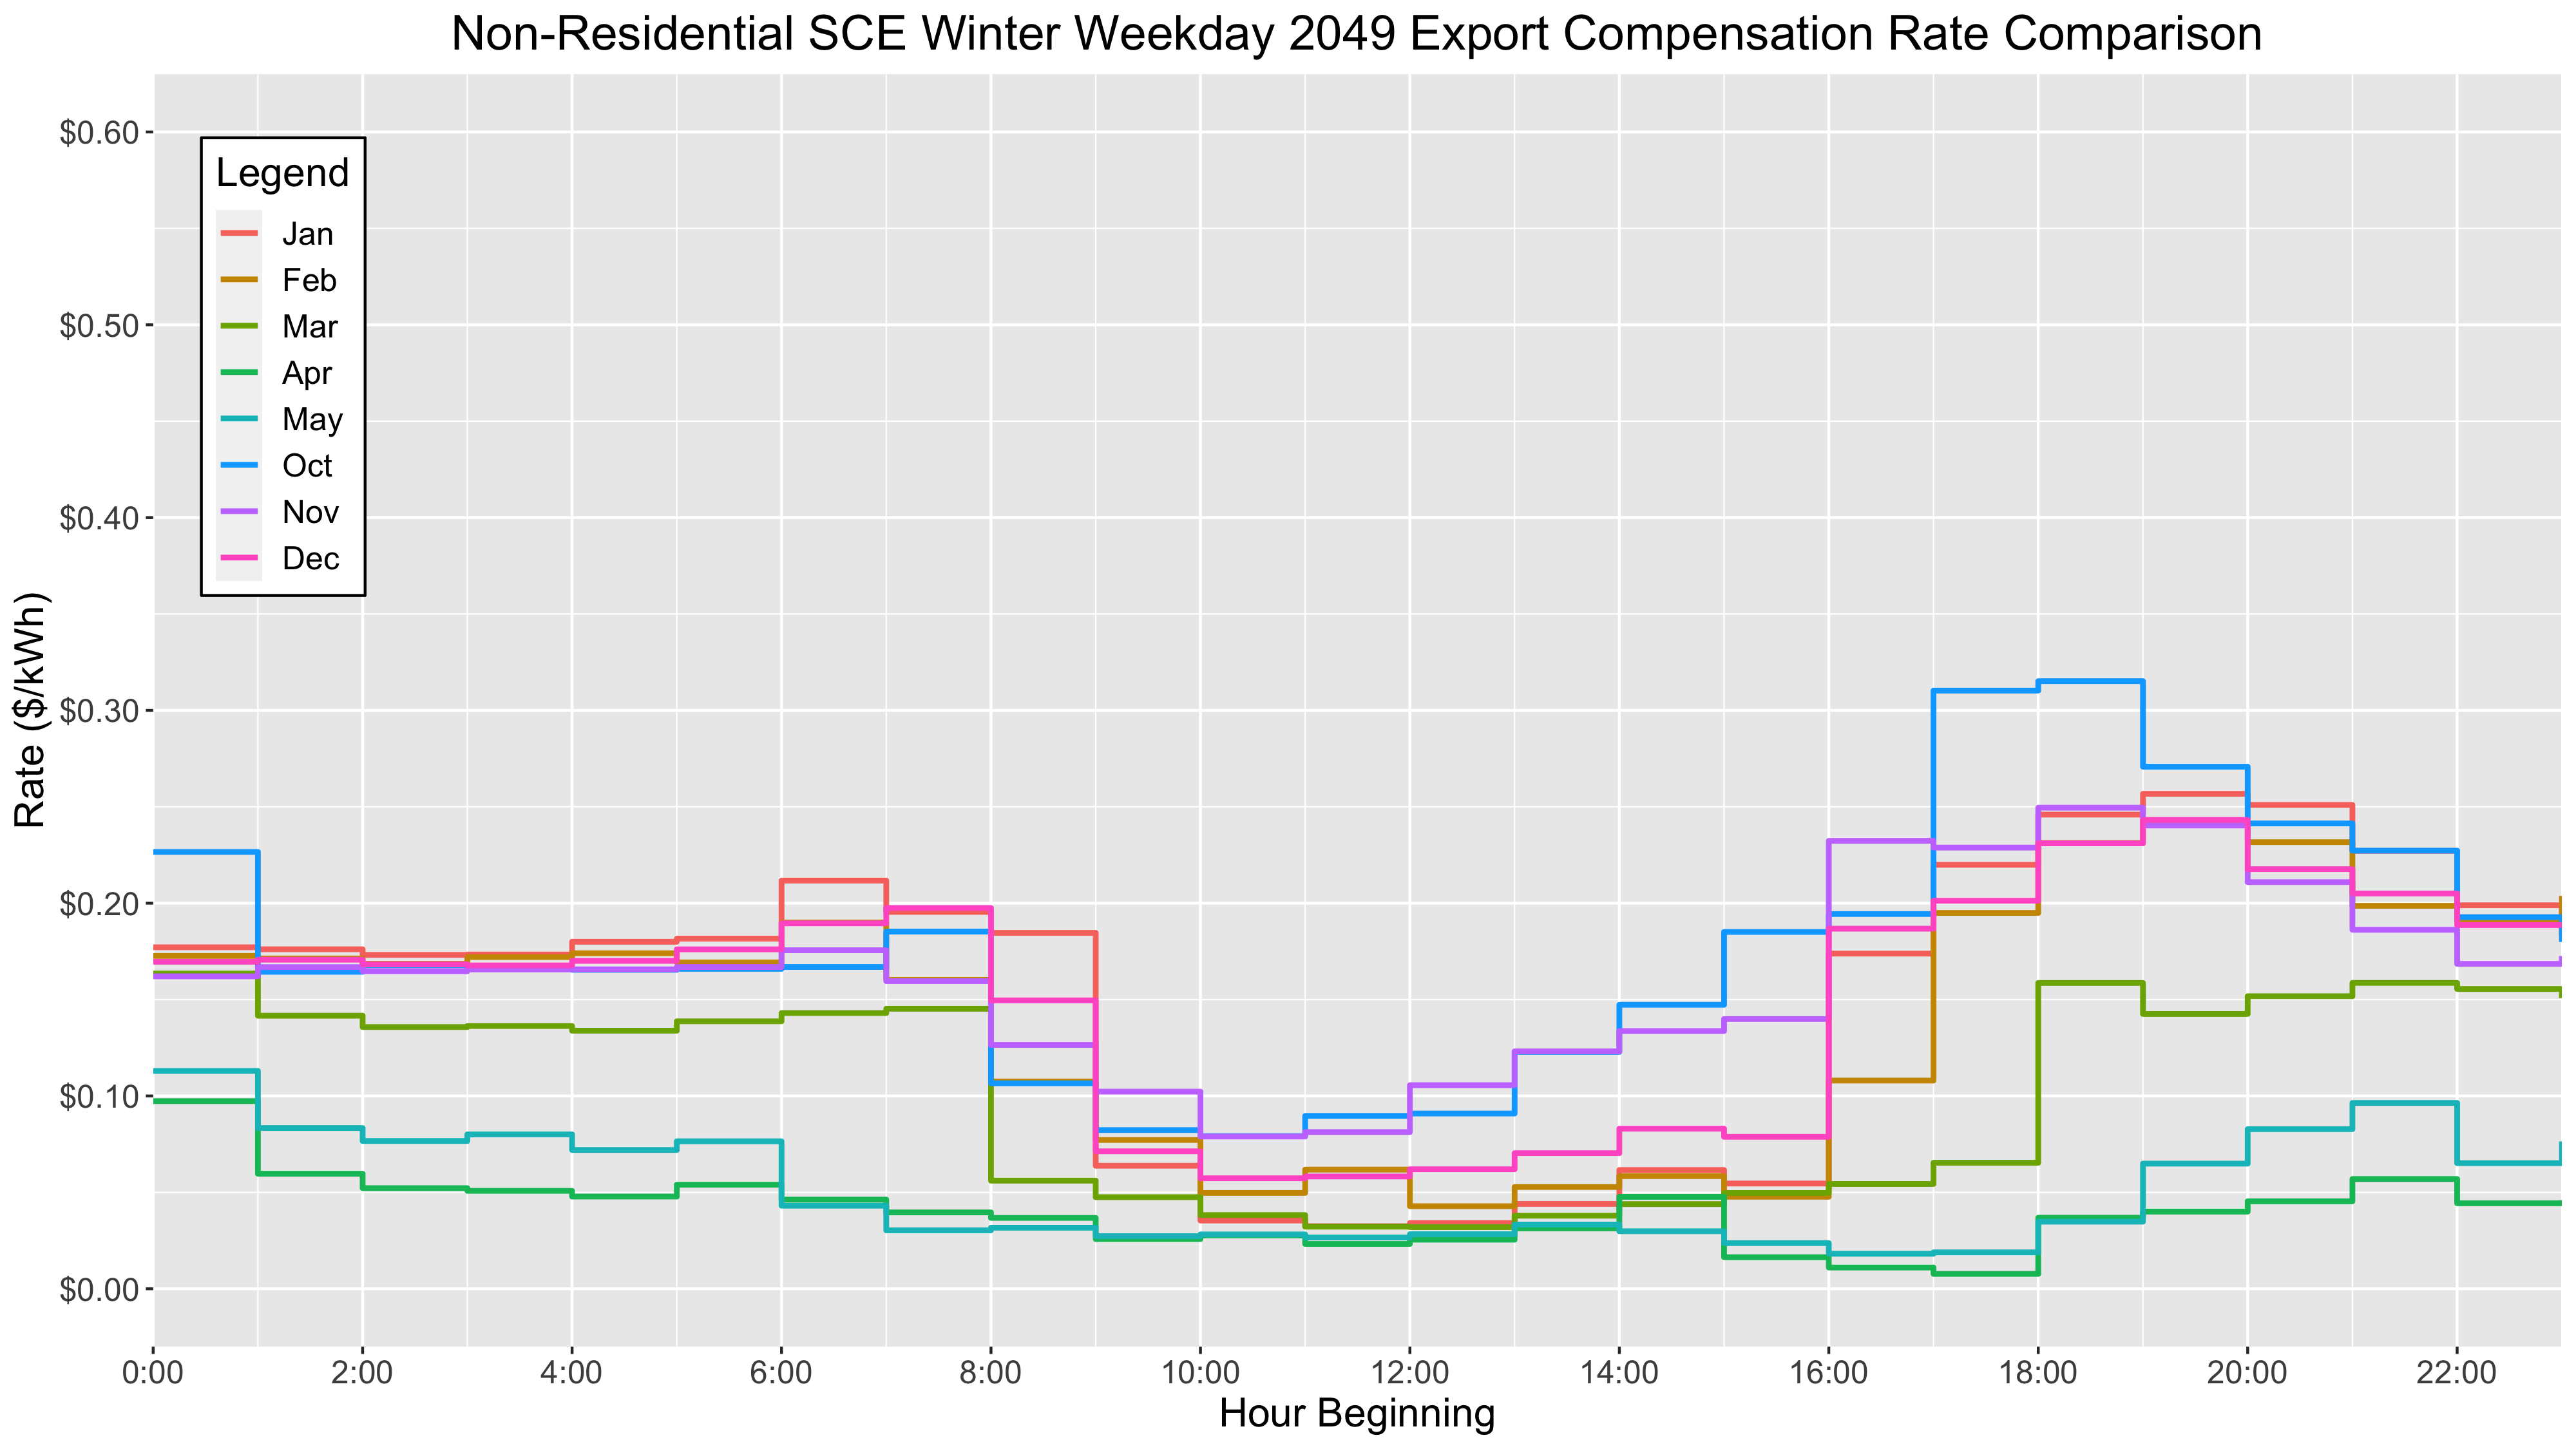 Non-Residential SCE Winter Weekday 2049 Export Compensation Rate Comparison
$0.60
$0.50
$0.40
$0.30
$0.20
$0.10
$0.00
Rate ($/kWh)
Legend
Jan
Feb
Mar
Apr
May
Oct
Nov
Dec
0:00 2:00 4:00 6:00 8:00 10:00 12:00 14:00 16:00 18:00 20:00 22:00
Hour Beginning